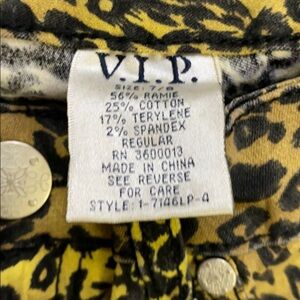 V.I.P.
SIZE: 7/8
56% RAMIE
25% COTTON
17% TERYLENE
2% SPANDEX
REGULAR
RN 3600013
MADE IN CHINA
SEE REVERSE
FOR CARE
STYLE: 1-7146LP-4